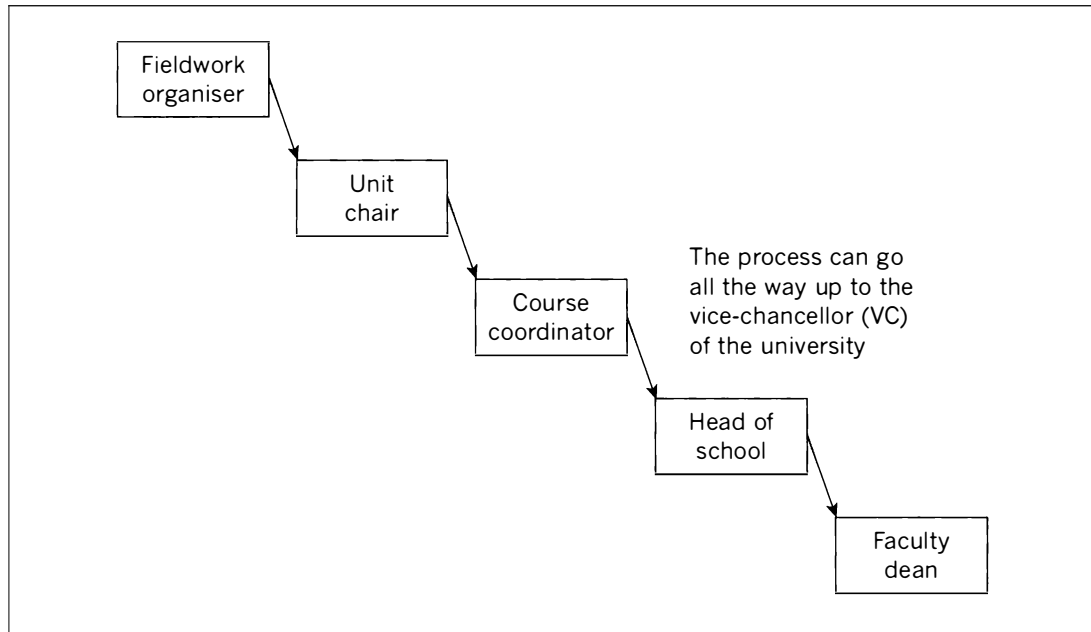 Fieldwork
organiser
Unit
chair
Course
coordinator
The process can go
all the way up to the
vice-chancellor (VC)
of the university
Head of
school
Faculty
dean